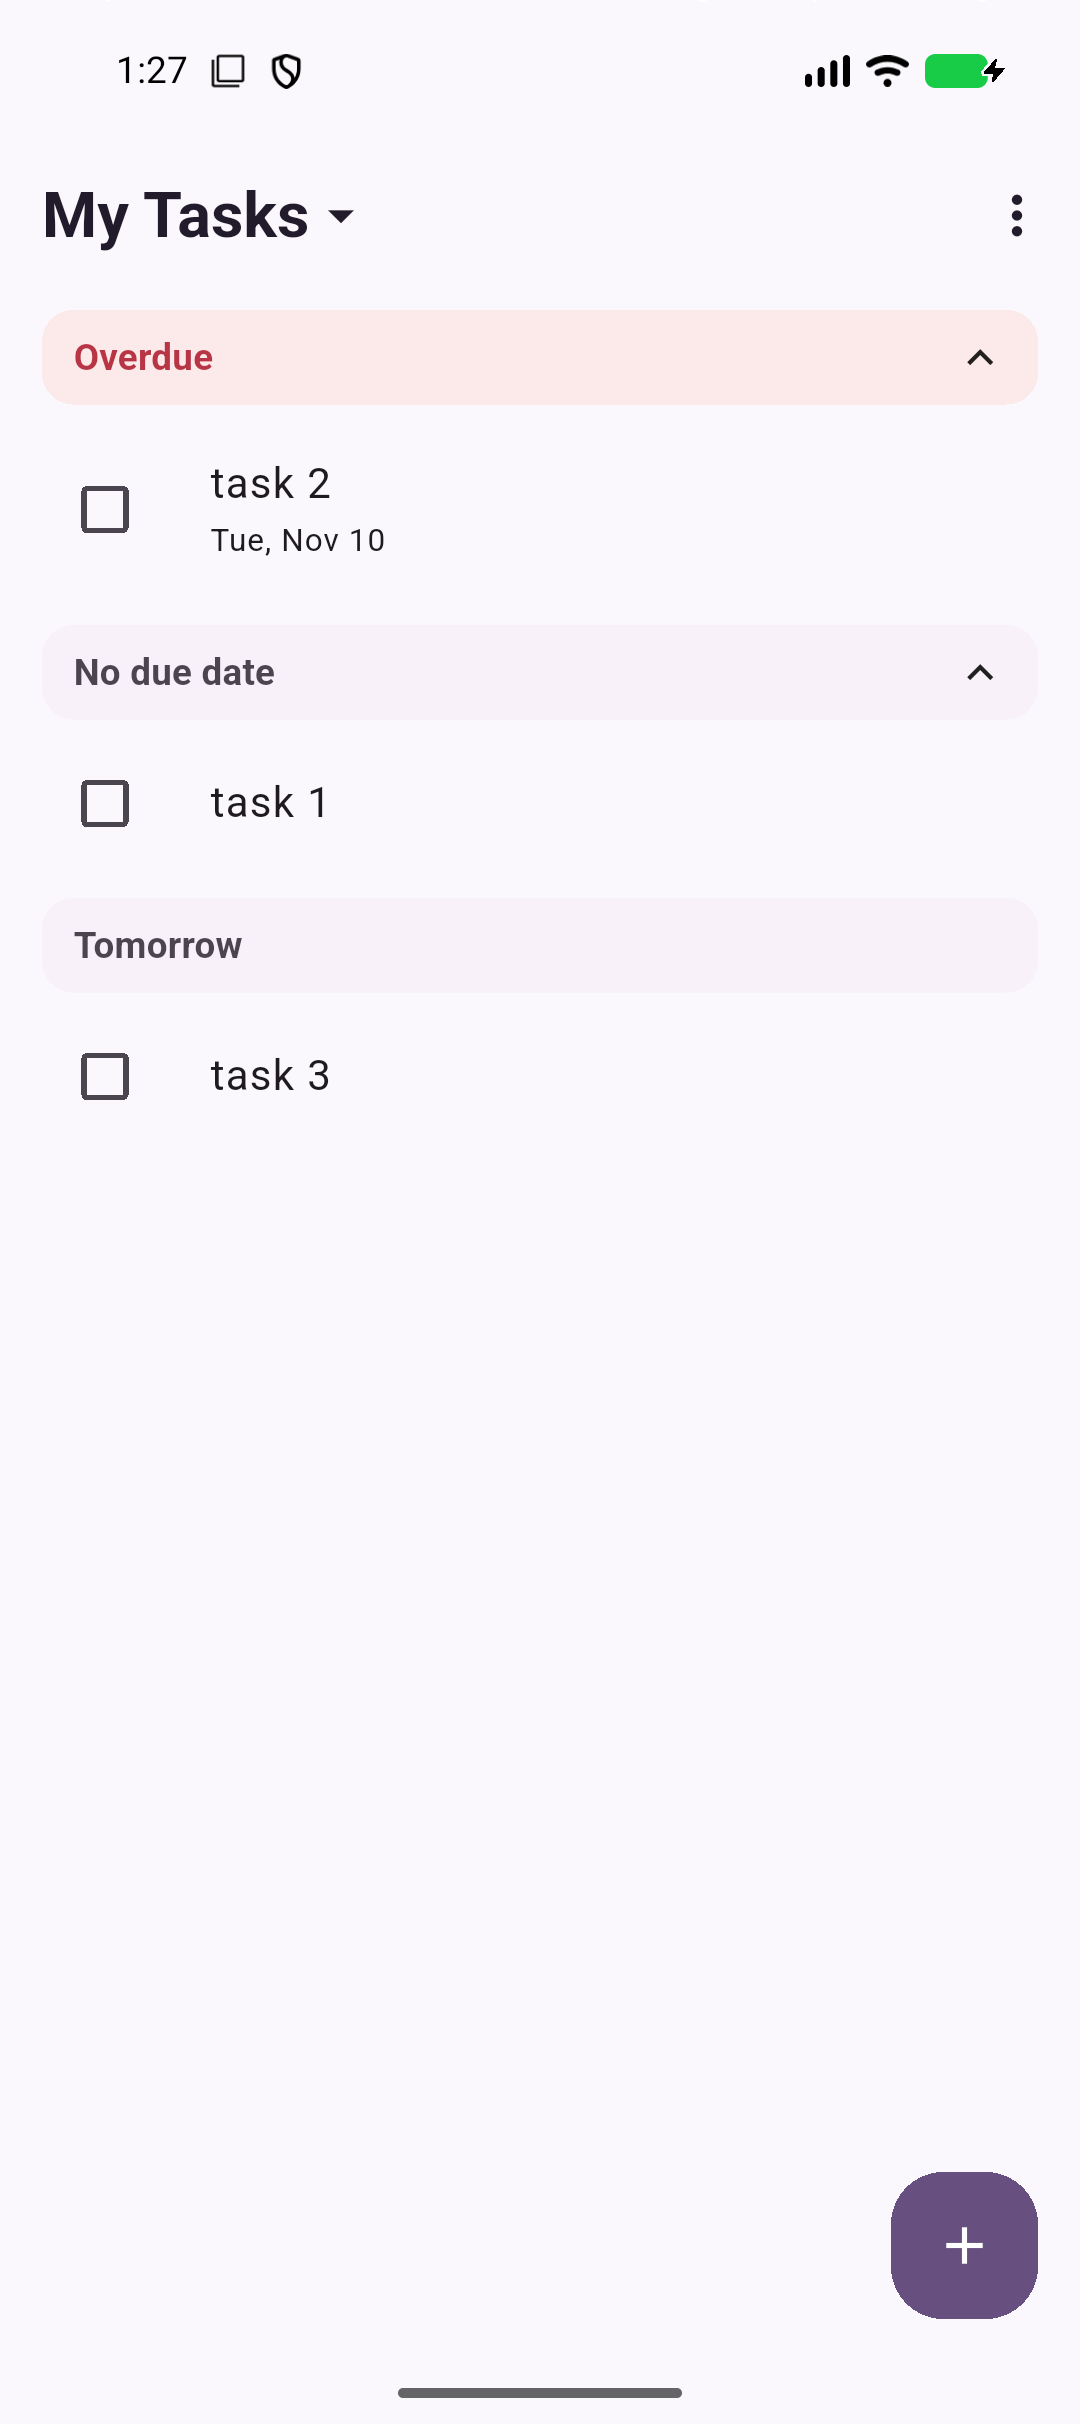 1:27
My Tasks
Overdue
task 2
Tue, Nov 10
No due date
task 1
Tomorrow
task 3